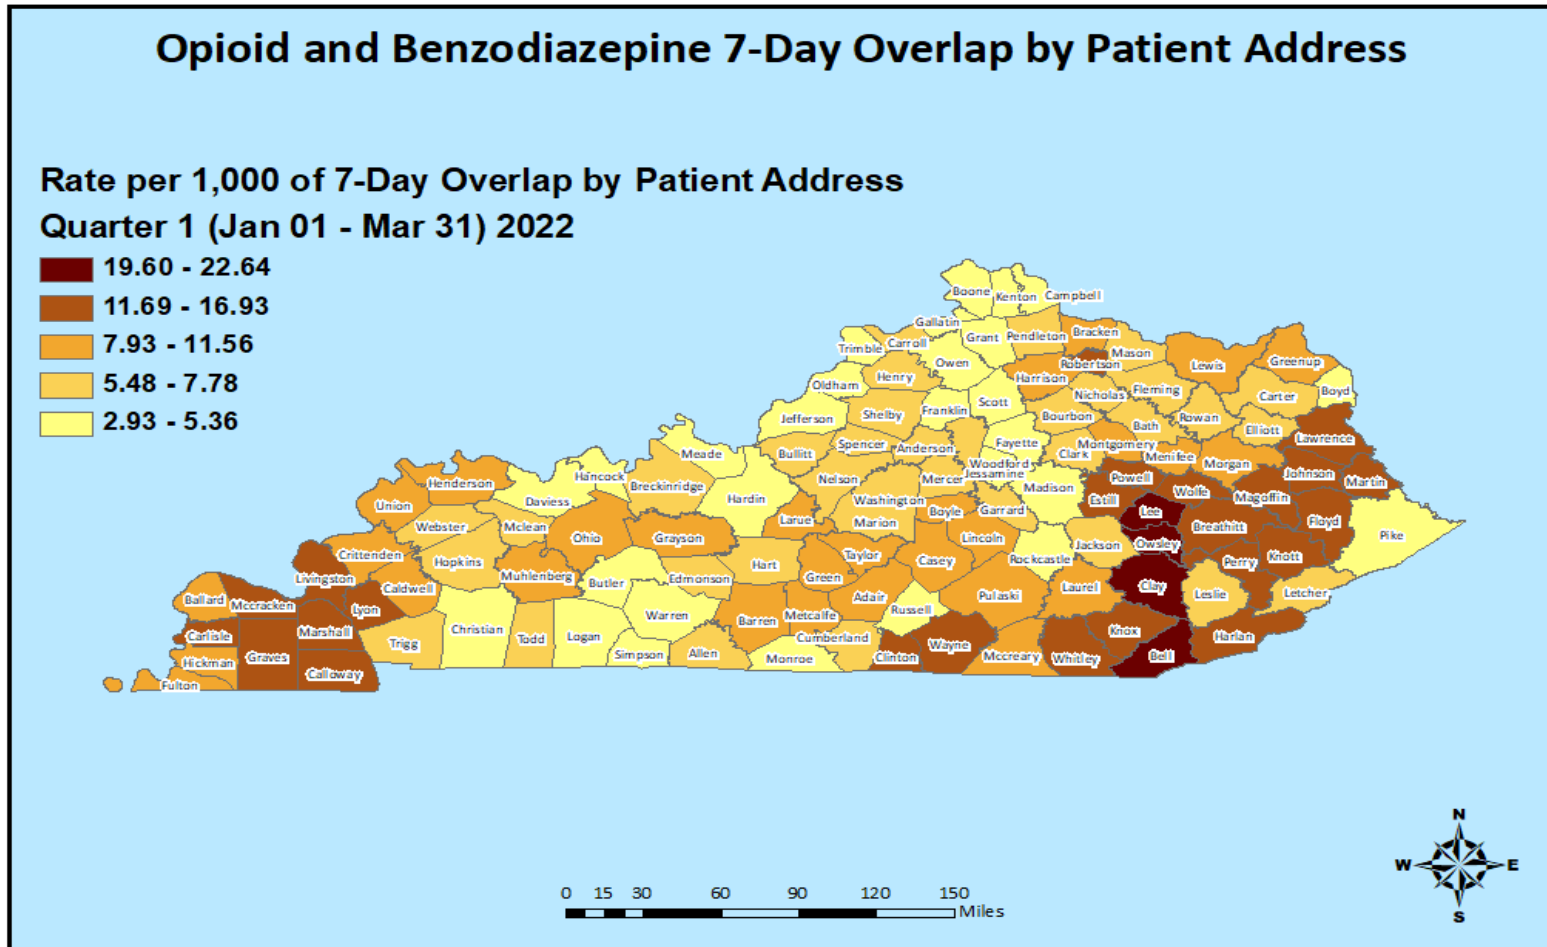 Opioid and Benzodiazepine 7-Day Overlap by Patient Address
Rate per 1,000 of 7-Day Overlap by Patient Address
Quarter 1 (Jan 01 - Mar 31) 2022
19.60 - 22.64
11.69 - 16.93
7.93 - 11.56
5.48 - 7.78
2.93 - 5.36
Boone
Kenton
Campbell
Gallatin
Grant
Pendleton
Bracken
Trimble
Carroll
Owen
Robertson
Mason
Lewis
Greenup
Oldham
Henry
Harrison
Nicholas
Fleming
Carter
Boyd
Jefferson
Shelby
Franklin
Scott
Bourbon
Bath
Rowan
Elliott
Lawrence
Meade
Bullitt
Spencer
Anderson
Fayette
Woodford
Clark
Montgomery
Menifee
Morgan
Johnson
Martin
Henderson
Daviess
Hancock
Breckinridge
Hardin
Nelson
Mercer
Jessamine
Madison
Powell
Estill
Wolfe
Magoffin
Union
Webster
Mclean
Ohio
Grayson
Larue
Washington
Marion
Boyle
Garrard
Lee
Breathitt
Floyd
Pike
Crittenden
Hopkins
Muhlenberg
Butler
Edmonson
Hart
Green
Taylor
Casey
Lincoln
Rockcastle
Jackson
Owsley
Perry
Knott
Livingston
Caldwell
Ballard
Mccracken
Lyon
Christian
Todd
Logan
Warren
Barren
Metcalfe
Adair
Russell
Pulaski
Laurel
Clay
Leslie
Letcher
Carlisle
Graves
Marshall
Trigg
Simpson
Allen
Monroe
Cumberland
Clinton
Wayne
Mccreary
Whitley
Knox
Bell
Harlan
Hickman
Fulton
Calloway
N
W
E
S
0 15 30 60 90 120 150
Miles